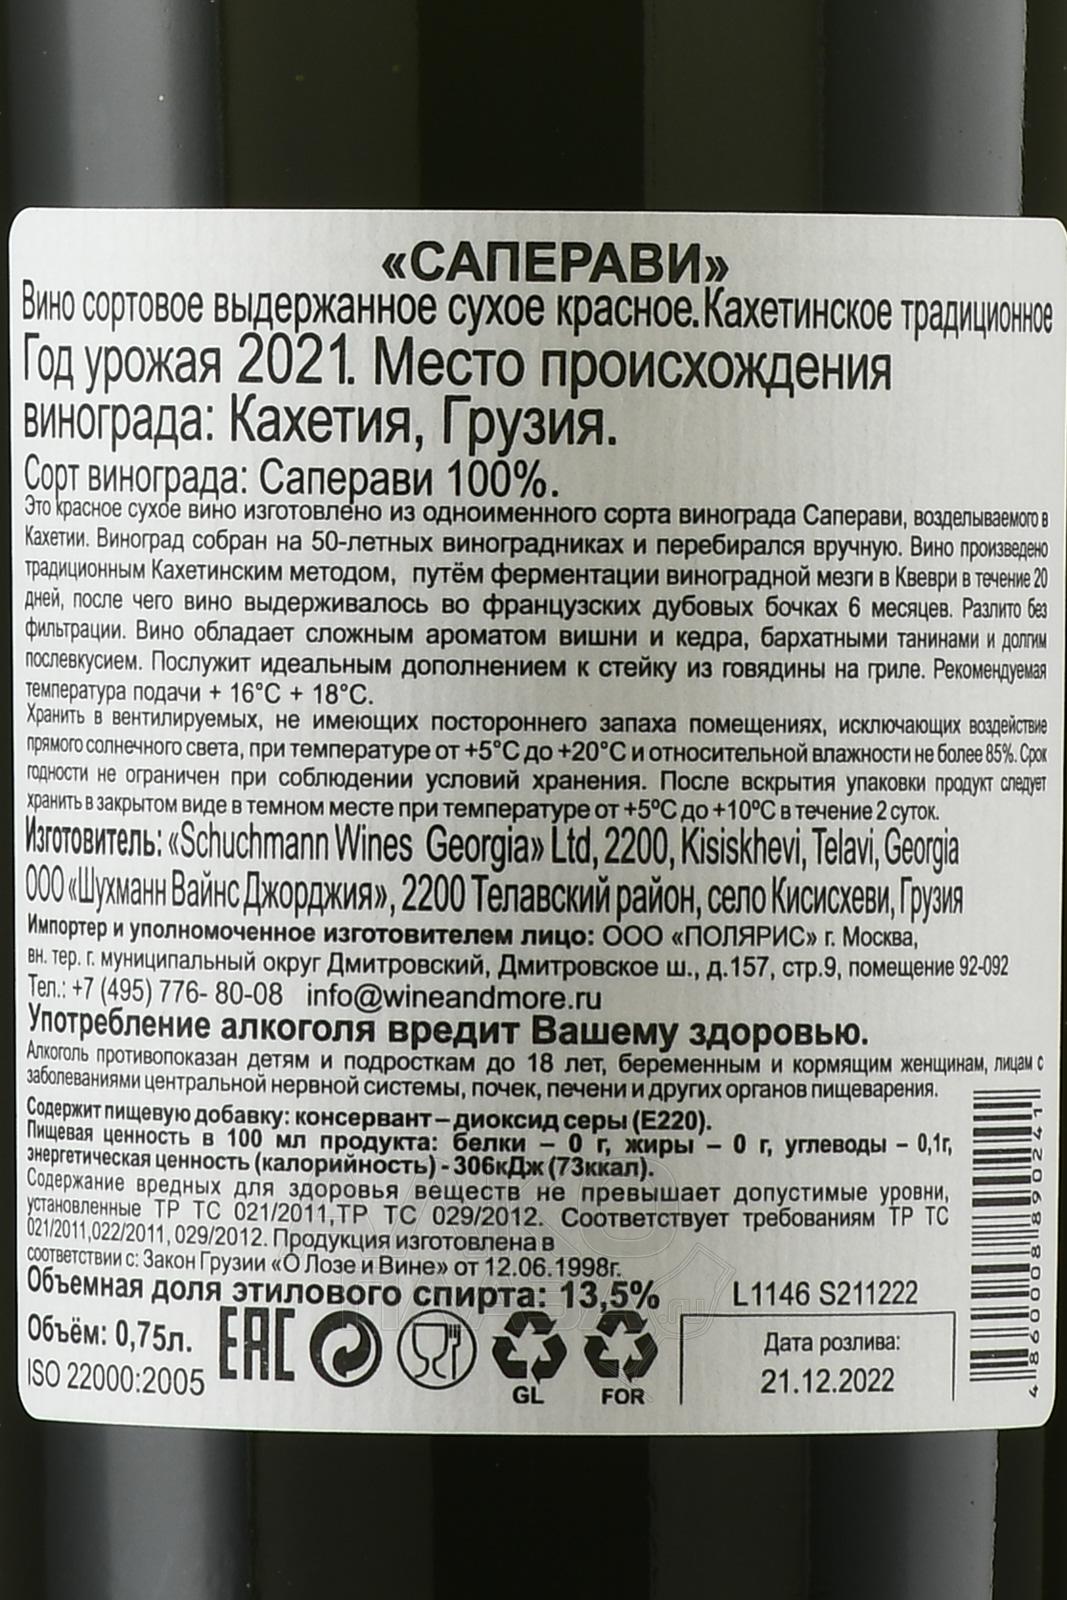 «САПЕРАВИ»
Вино сортовое выдержанное сухое красное. Кахетинское традиционное
Год урожая 2021. Место происхождения
винограда: Кахетия, Грузия.
Сорт винограда: Саперави 100%.
Это красное сухое вино изготовлено из одноименного сорта винограда Саперави, возделываемого в
Кахетии. Виноград собран на 50-летных виноградниках и перебирался вручную. Вино произведено
традиционным Кахетинским методом, путём ферментации виноградной мезги в Квеври в течение 20
дней, после чего вино выдерживалось во французских дубовых бочках 6 месяцев. Разлито без
фильтрации. Вино обладает сложным ароматом вишни и кедра, бархатными танинами и долгим
послевкусием. Послужит идеальным дополнением к стейку из говядины на гриле. Рекомендуемая
температура подачи + 16°C + 18°C.
Хранить в вентилируемых, не имеющих постороннего запаха помещениях, исключающих воздействие
прямого солнечного света, при температуре от +5°C до +20°C и относительной влажности не более 85%. Срок
годности не ограничен при соблюдении условий хранения. После вскрытия упаковки продукт следует
хранить в закрытом виде в темном месте при температуре от +5ºC до +10ºC в течение 2 суток.
Изготовитель: «Schuchmann Wines Georgia» Ltd, 2200, Kisiskhevi, Telavi, Georgia
ООО «Шухманн Вайнс Джорджия», 2200 Телавский район, село Кисисхеви, Грузия
Импортер и уполномоченное изготовителем лицо: ООО «ПОЛЯРИС» г. Москва,
вн. тер. г. муниципальный округ Дмитровский, Дмитровское ш., д.157, стр.9, помещение 92-092
Тел.: +7 (495) 776- 80-08 info@wineandmore.ru
Употребление алкоголя вредит Вашему здоровью.
Алкоголь противопоказан детям и подросткам до 18 лет, беременным и кормящим женщинам, лицам с
заболеваниями центральной нервной системы, почек, печени и других органов пищеварения.
Содержит пищевую добавку: консервант – диоксид серы (Е220).
Пищевая ценность в 100 мл продукта: белки – 0 г, жиры – 0 г, углеводы – 0,1г,
энергетическая ценность (калорийность) - 306кДж (73ккал).
Содержание вредных для здоровья веществ не превышает допустимые уровни,
установленные ТР ТС 021/2011,ТР ТС 029/2012. Соответствует требованиям ТР ТС
021/2011,022/2011,029/2012. Продукция изготовлена в
соответствии с: Закон Грузии «О Лозе и Вине» от 12.06.1998г.
Объемная доля этилового спирта: 13,5%
L1146 S211222
Объём: 0,75л.
ISO 22000:2005
EAC
GL
FOR
Дата розлива:
21.12.2022
4 860008 890241